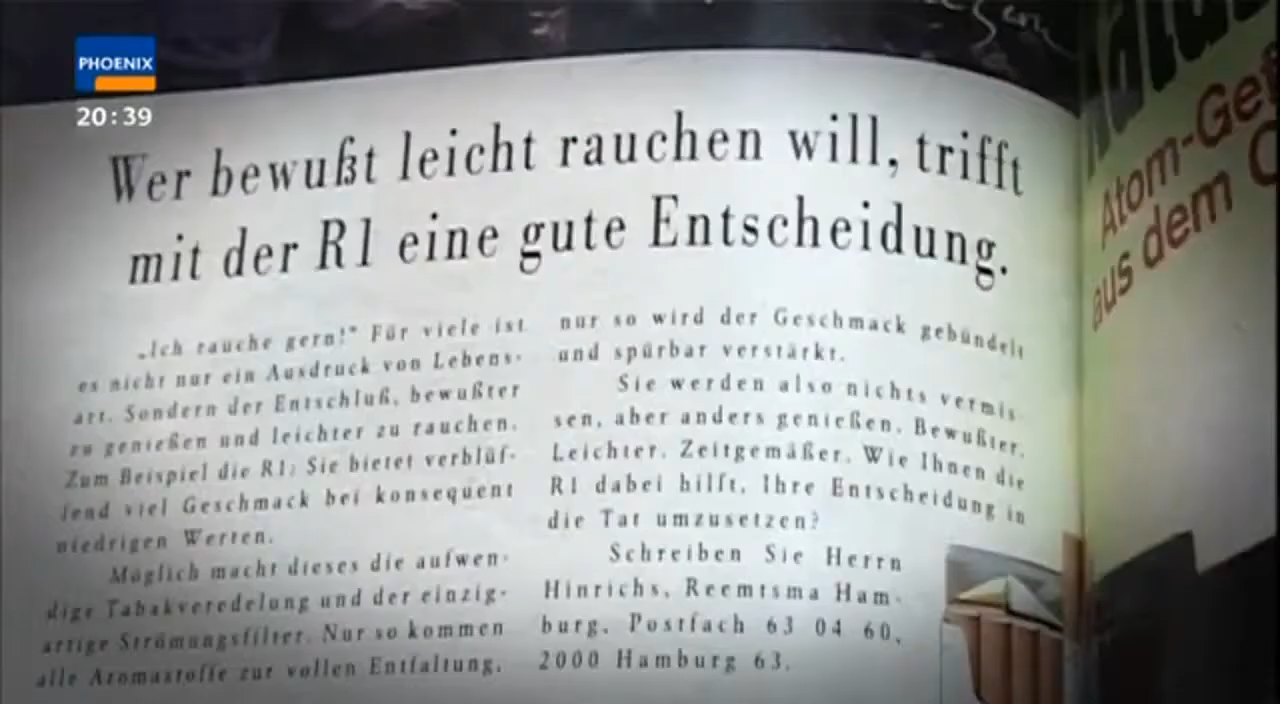 PHOENIX
20:39
Wer bewußt leicht rauchen will, trifft
mit der R1 eine gute Entscheidung.
„Ich rauche gern!" Für viele ist
es nicht nur ein Ausdruck von Lebens-
art. Sondern der Entschluß, bewußter
zu genießen und leichter zu rauchen.
Zum Beispiel die R1: Sie bietet verblüf-
fend viel Geschmack bei konsequent
niedrigen Werten.
Möglich macht dieses die aufwen-
dige Tabakveredelung und der einzig-
artige Strömungsfilter. Nur so kommen
alle Aromastoffe zur vollen Entfaltung,
nur so wird der Geschmack gebündelt
und spürbar verstärkt.
Sie werden also nichts vermis
sen, aber anders genießen. Bewußter.
Leichter. Zeitgemäßer. Wie Ihnen die
R1 dabei hilft, Ihre Entscheidung in
die Tat umzusetzen?
Schreiben Sie Herrn
Hinrichs, Reemtsma Ham-
burg, Postfach 63 04 60,
2000 Hamburg 63.
Atom-Gef
aus dem